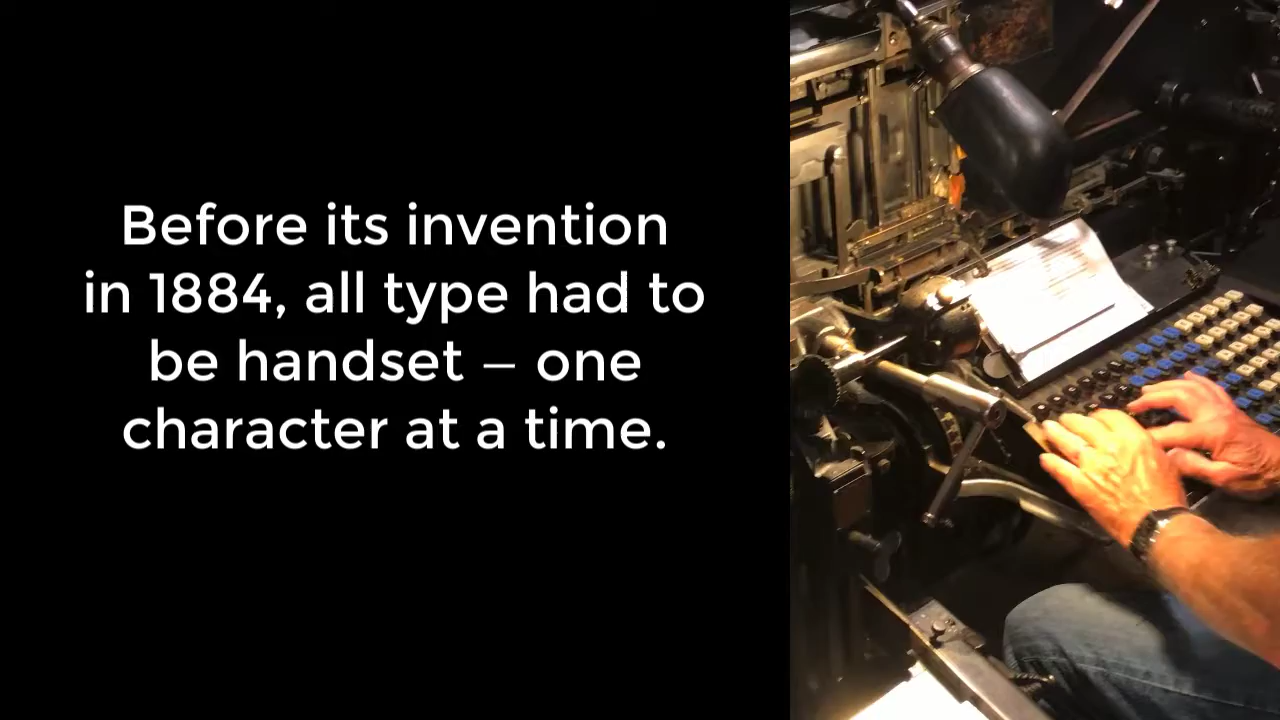 Before its invention
in 1884, all type had to
be handset – one
character at a time.